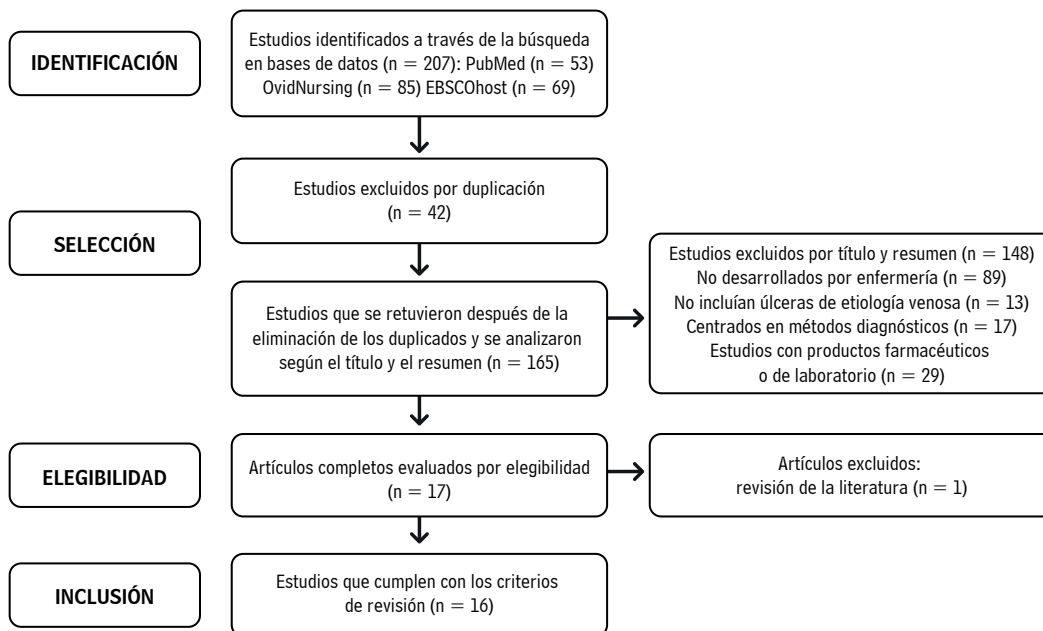 IDENTIFICACIÓN
Estudios identificados a través de la búsqueda
en bases de datos (n = 207): PubMed (n = 53)
OvidNursing (n = 85) EBSCOhost (n = 69)
SELECCIÓN
Estudios excluidos por duplicación
(n = 42)
Estudios que se retuvieron después de la
eliminación de los duplicados y se analizaron
según el título y el resumen (n = 165)
Estudios excluidos por título y resumen (n = 148)
No desarrollados por enfermería (n = 89)
No incluían úlceras de etiología venosa (n = 13)
Centrados en métodos diagnósticos (n = 17)
Estudios con productos farmacéuticos
o de laboratorio (n = 29)
ELEGIBILIDAD
Artículos completos evaluados por elegibilidad
(n = 17)
Artículos excluidos:
revisión de la literatura (n = 1)
INCLUSIÓN
Estudios que cumplen con los criterios
de revisión (n = 16)